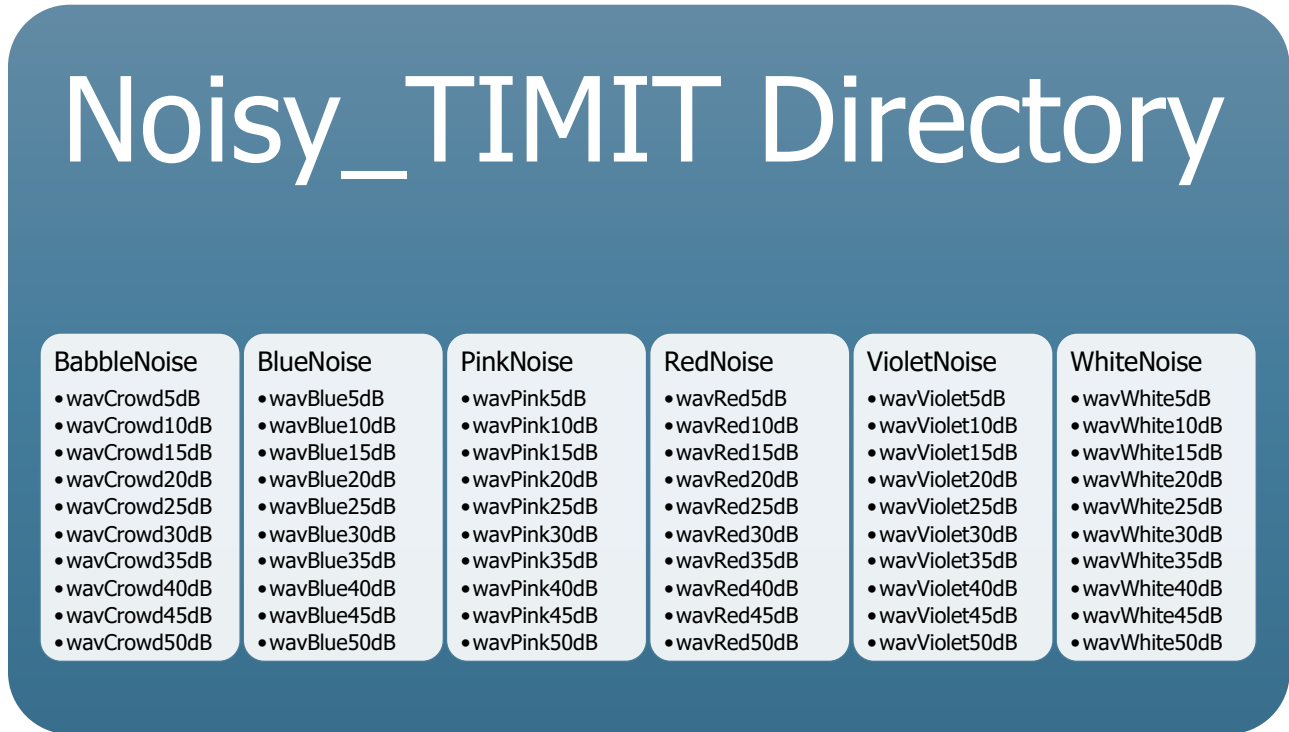 Noisy_TIMIT Directory
BabbleNoise
•wavCrowd5dB
•wavCrowd10dB
•wavCrowd15dB
•wavCrowd20dB
•wavCrowd25dB
•wavCrowd30dB
•wavCrowd35dB
•wavCrowd40dB
•wavCrowd45dB
•wavCrowd50dB
BlueNoise
•wavBlue5dB
•wavBlue10dB
•wavBlue15dB
•wavBlue20dB
•wavBlue25dB
•wavBlue30dB
•wavBlue35dB
•wavBlue40dB
•wavBlue45dB
•wavBlue50dB
PinkNoise
•wavPink5dB
•wavPink10dB
•wavPink15dB
•wavPink20dB
•wavPink25dB
•wavPink30dB
•wavPink35dB
•wavPink40dB
•wavPink45dB
•wavPink50dB
RedNoise
•wavRed5dB
•wavRed10dB
•wavRed15dB
•wavRed20dB
•wavRed25dB
•wavRed30dB
•wavRed35dB
•wavRed40dB
•wavRed45dB
•wavRed50dB
VioletNoise
•wavViolet5dB
•wavViolet10dB
•wavViolet15dB
•wavViolet20dB
•wavViolet25dB
•wavViolet30dB
•wavViolet35dB
•wavViolet40dB
•wavViolet45dB
•wavViolet50dB
WhiteNoise
•wavWhite5dB
•wavWhite10dB
•wavWhite15dB
•wavWhite20dB
•wavWhite25dB
•wavWhite30dB
•wavWhite35dB
•wavWhite40dB
•wavWhite45dB
•wavWhite50dB